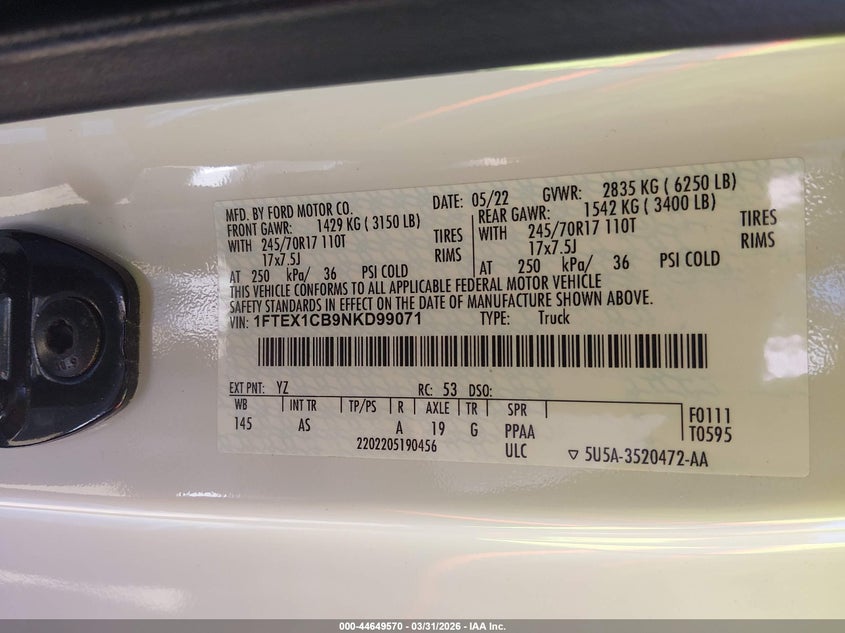 MFD. BY FORD MOTOR CO. DATE: 05/22 GVWR: 2835 KG ( 6250 LB)
FRONT GAWR: 1429 KG ( 3150 LB) REAR GAWR: 1542 KG ( 3400 LB)
WITH 245/70R17 110T TIRES WITH 245/70R17 110T TIRES
17x7.5J RIMS 17x7.5J RIMS
AT 250 kPa/ 36 PSI COLD AT 250 kPa/ 36 PSI COLD
THIS VEHICLE CONFORMS TO ALL APPLICABLE FEDERAL MOTOR VEHICLE
SAFETY STANDARDS IN EFFECT ON THE DATE OF MANUFACTURE SHOWN ABOVE.
VIN: 1FTEX1CB9NKD99071 TYPE: Truck
EXT PNT: YZ RC: 53 DSO:
WB INT TR TP/PS R AXLE TR SPR F0111
145 AS A 19 G PPAA T0595
2202205190456 ULC ▽ 5U5A-3520472-AA
000-44649570 — 03/31/2026 — IAA Inc.